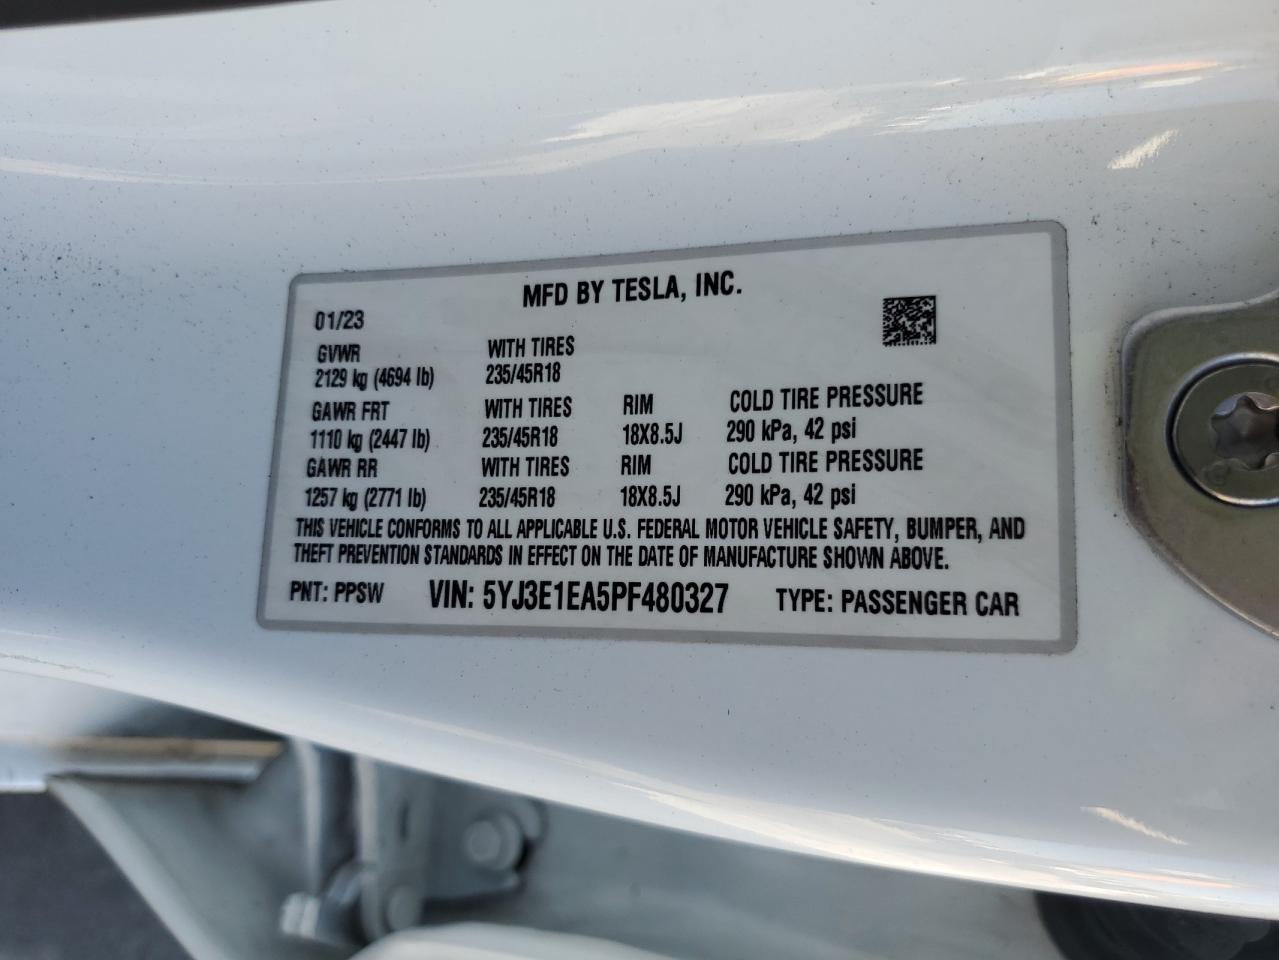 MFD BY TESLA, INC.
01/23
GVWR WITH TIRES
2129 kg (4694 lb) 235/45R18
GAWR FRT WITH TIRES RIM COLD TIRE PRESSURE
1110 kg (2447 lb) 235/45R18 18X8.5J 290 kPa, 42 psi
GAWR RR WITH TIRES RIM COLD TIRE PRESSURE
1257 kg (2771 lb) 235/45R18 18X8.5J 290 kPa, 42 psi
THIS VEHICLE CONFORMS TO ALL APPLICABLE U.S. FEDERAL MOTOR VEHICLE SAFETY, BUMPER, AND
THEFT PREVENTION STANDARDS IN EFFECT ON THE DATE OF MANUFACTURE SHOWN ABOVE.
PNT: PPSW VIN: 5YJ3E1EA5PF480327 TYPE: PASSENGER CAR